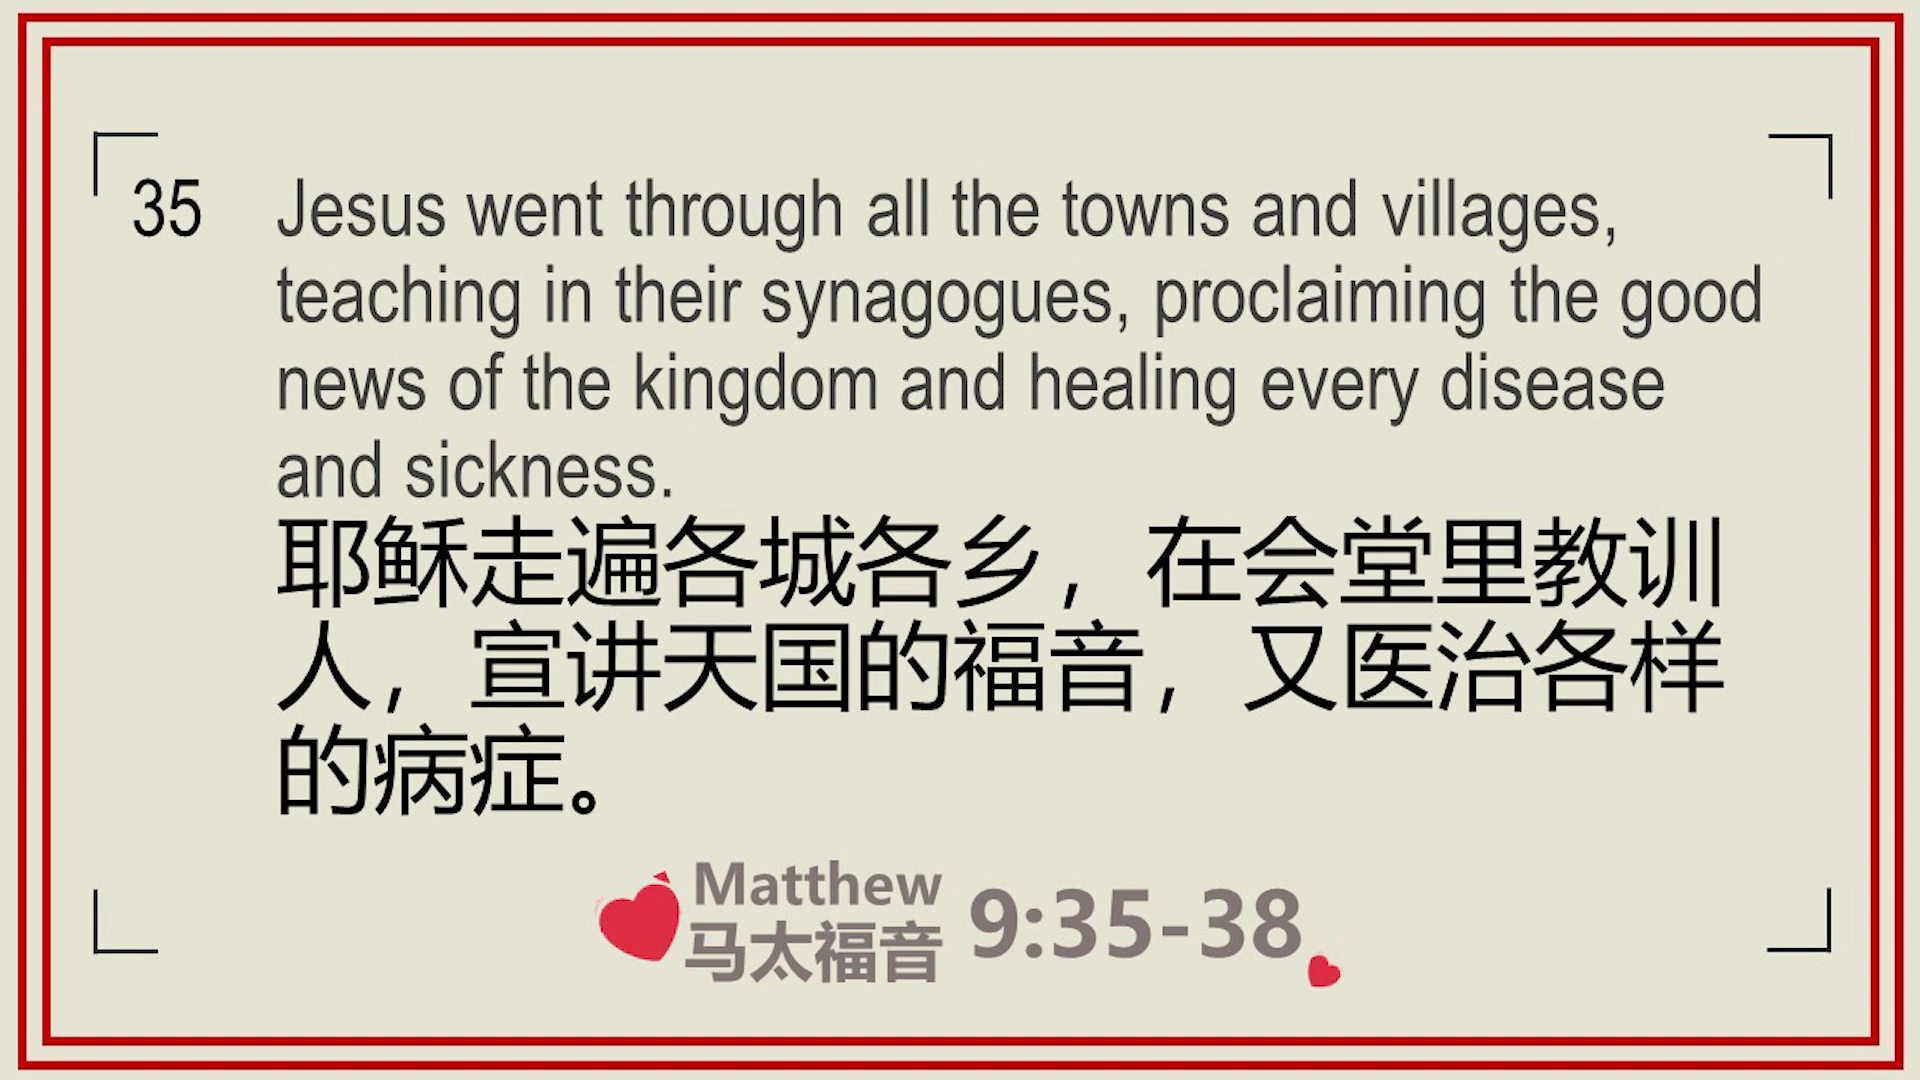 35 Jesus went through all the towns and villages,
teaching in their synagogues, proclaiming the good
news of the kingdom and healing every disease
and sickness.
耶稣走遍各城各乡，在会堂里教训
人，宣讲天国的福音，又医治各样
的病症。
Matthew
马太福音
9:35-38